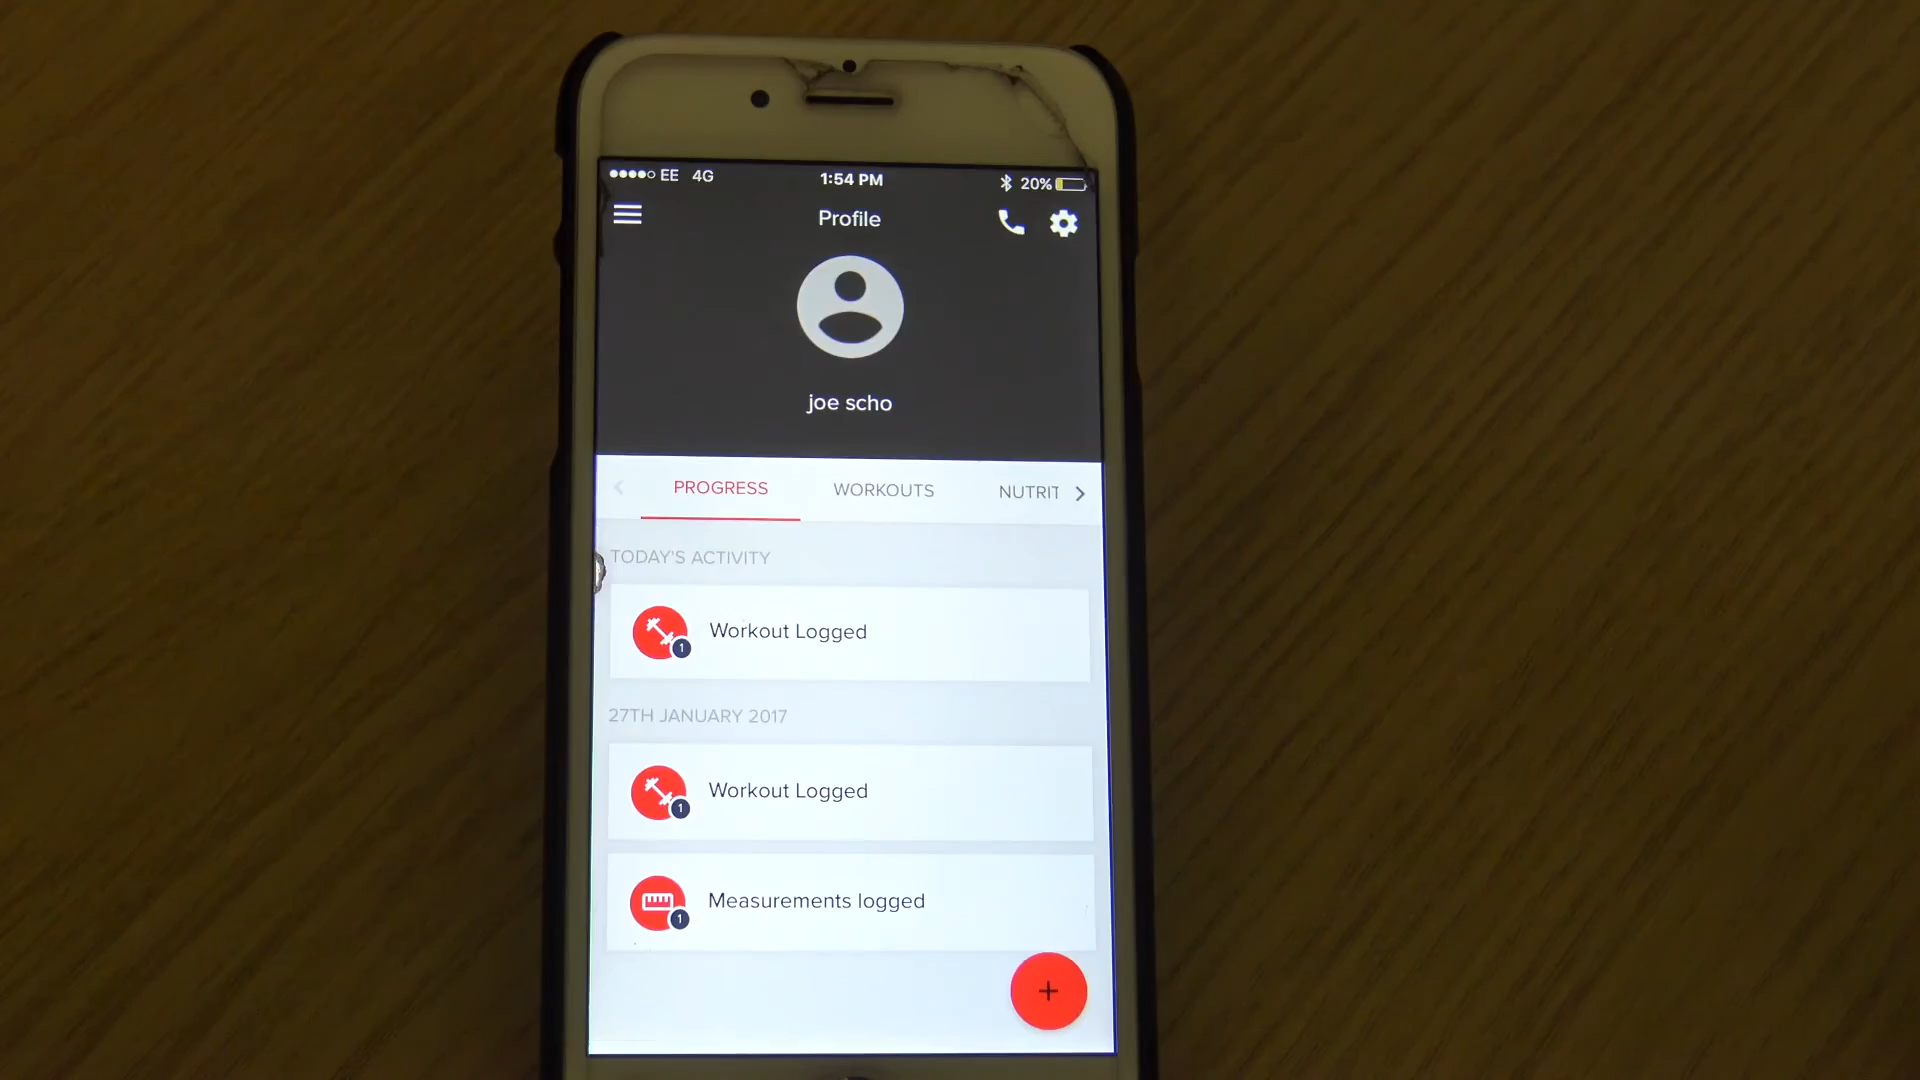 EE 4G 1:54 PM 20%
Profile
joe scho
PROGRESS WORKOUTS NUTRIT
TODAY'S ACTIVITY
Workout Logged
1
27TH JANUARY 2017
Workout Logged
1
Measurements logged
1